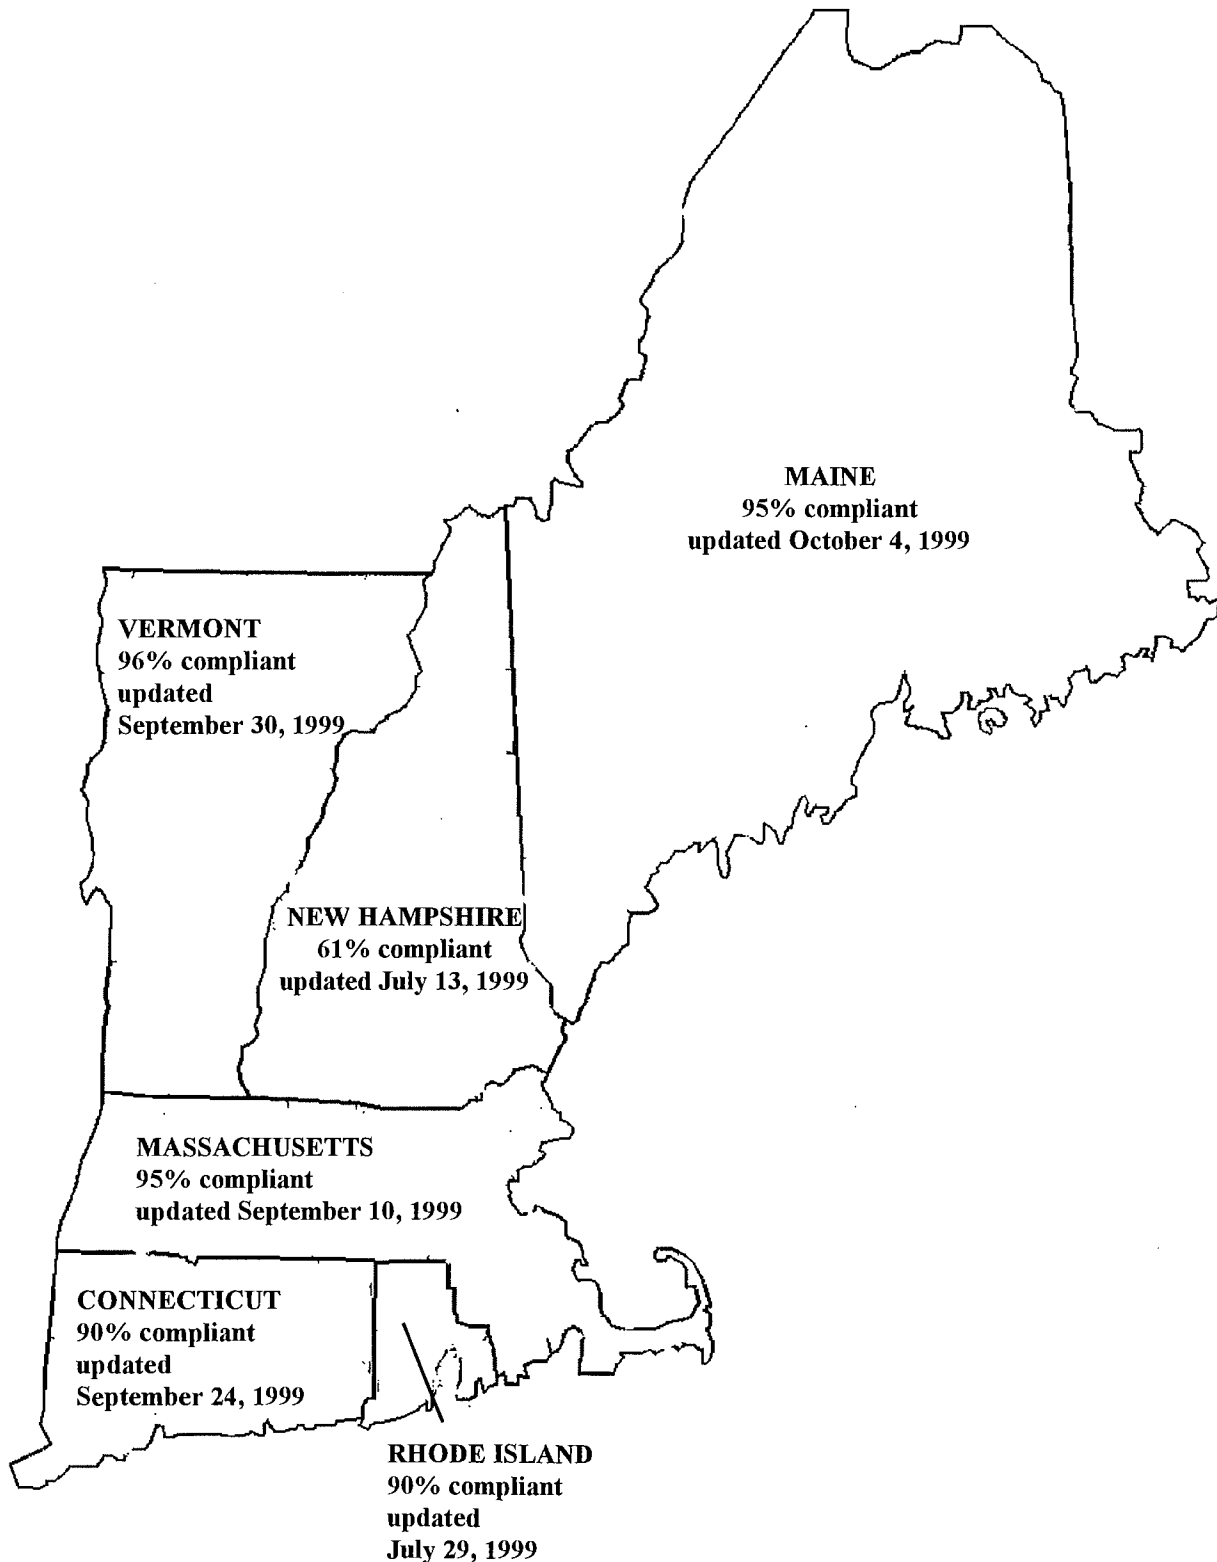 MAINE
95% compliant
updated October 4, 1999
VERMONT
96% compliant
updated
September 30, 1999
NEW HAMPSHIRE
61% compliant
updated July 13, 1999
MASSACHUSETTS
95% compliant
updated September 10, 1999
CONNECTICUT
90% compliant
updated
September 24, 1999
RHODE ISLAND
90% compliant
updated
July 29, 1999